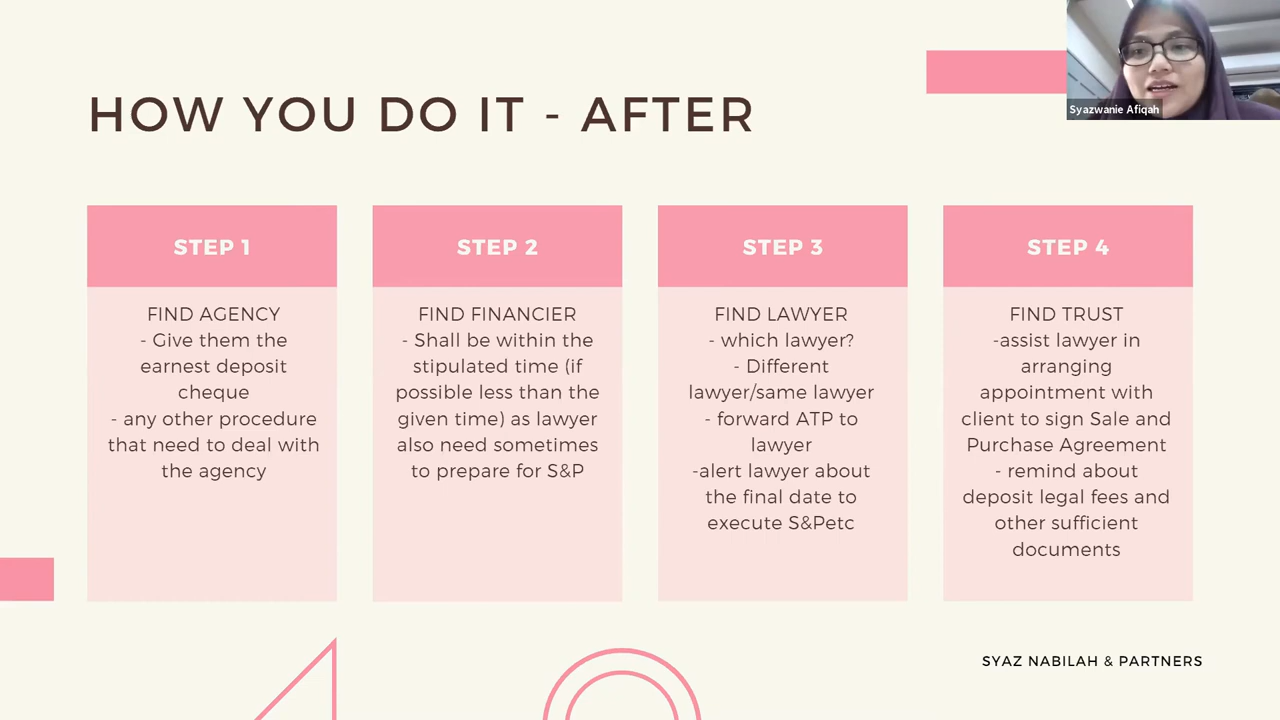 Syazwanie Afiqah
HOW YOU DO IT - AFTER
STEP 1
FIND AGENCY
- Give them the
earnest deposit
cheque
- any other procedure
that need to deal with
the agency
STEP 2
FIND FINANCIER
- Shall be within the
stipulated time (if
possible less than the
given time) as lawyer
also need sometimes
to prepare for S&P
STEP 3
FIND LAWYER
- which lawyer?
- Different
lawyer/same lawyer
- forward ATP to
lawyer
-alert lawyer about
the final date to
execute S&Petc
STEP 4
FIND TRUST
-assist lawyer in
arranging
appointment with
client to sign Sale and
Purchase Agreement
- remind about
deposit legal fees and
other sufficient
documents
SYAZ NABILAH & PARTNERS